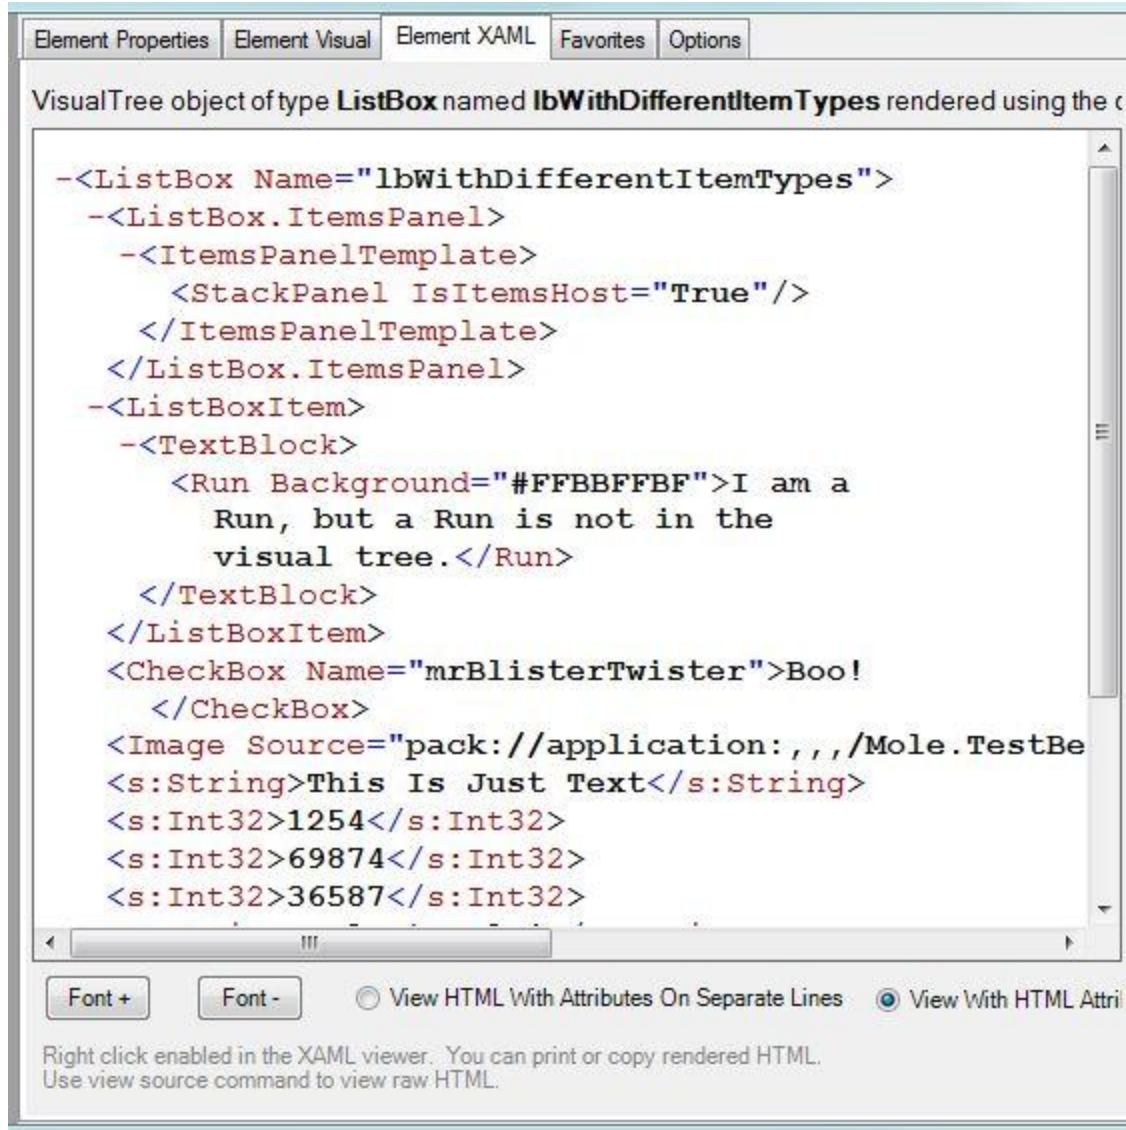 Element Properties Element Visual Element XAML Favorites Options
VisualTree object of type ListBox named lbWithDifferentItemTypes rendered using the
-<ListBox Name="lbWithDifferentItemTypes">
-<ListBox.ItemsPanel>
-<ItemsPanelTemplate>
<StackPanel IsItemsHost="True"/>
</ItemsPanelTemplate>
</ListBox.ItemsPanel>
-<ListBoxItem>
-<TextBlock>
<Run Background="#FFBBFFBF">I am a
Run, but a Run is not in the
visual tree.</Run>
</TextBlock>
</ListBoxItem>
<CheckBox Name="mrBlisterTwister">Boo!
</CheckBox>
<Image Source="pack://application:,,,/Mole.TestBe
<s:String>This Is Just Text</s:String>
<s:Int32>1254</s:Int32>
<s:Int32>69874</s:Int32>
<s:Int32>36587</s:Int32>
Font + Font - View HTML With Attributes On Separate Lines View With HTML Attri
Right click enabled in the XAML viewer. You can print or copy rendered HTML.
Use view source command to view raw HTML.